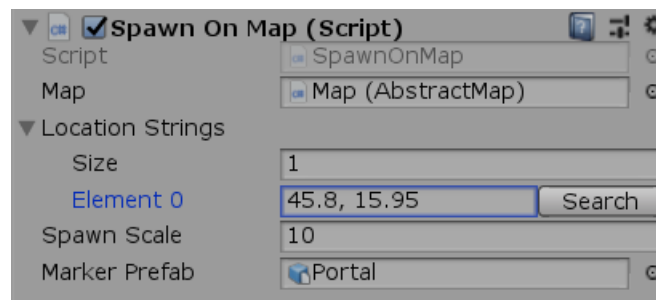 Spawn On Map (Script)
Script SpawnOnMap
Map Map (AbstractMap)
Location Strings
Size 1
Element 0 45.8, 15.95 Search
Spawn Scale 10
Marker Prefab Portal